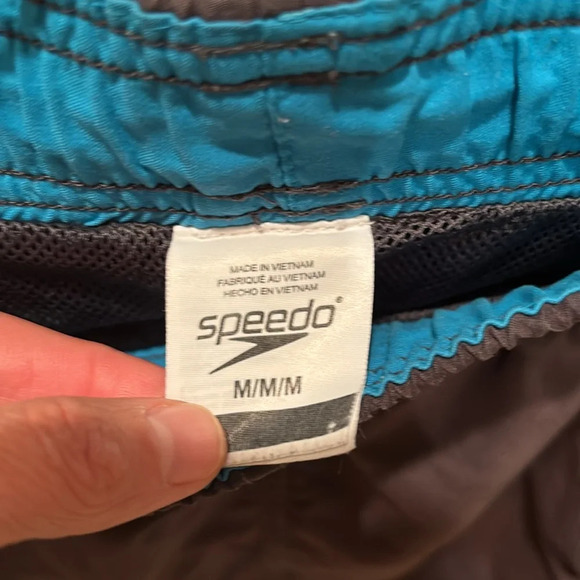 MADE IN VIETNAM
FABRIQUÉ AU VIETNAM
HECHO EN VIETNAM
speedo®
M/M/M